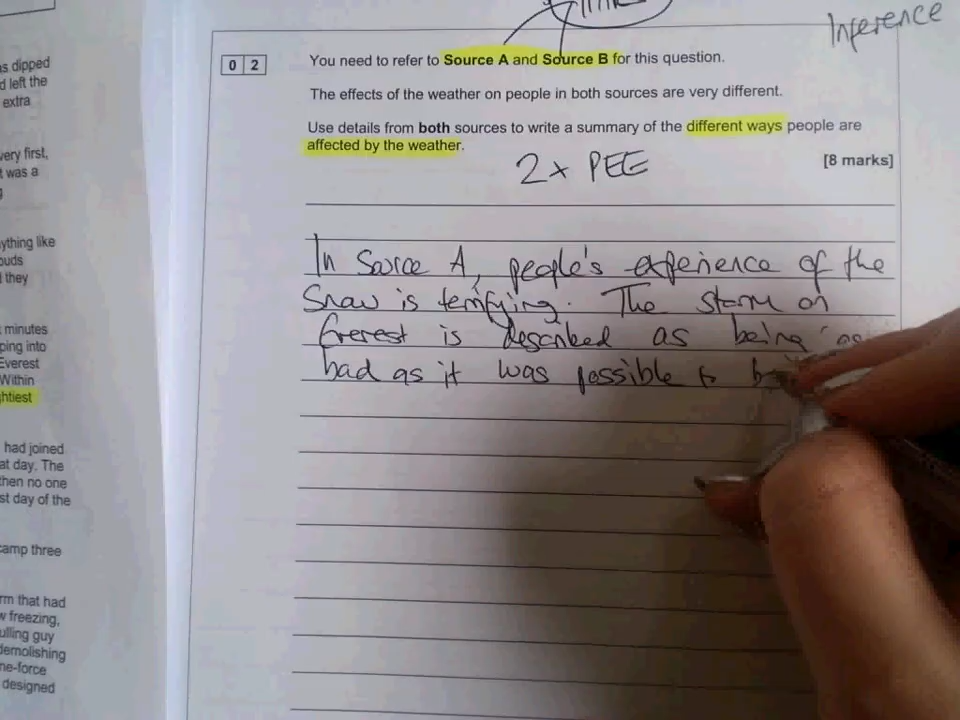 Inference
0 2
You need to refer to Source A and Source B for this question.
The effects of the weather on people in both sources are very different.
Use details from both sources to write a summary of the different ways people are
affected by the weather.
[8 marks]
2x PEE
In Source A, people's experience of the
Snow is terrifying. The storm on
Everest is described as being 'as
bad as it was possible to b
s dipped
d left the
extra
very first,
t was a
ything like
ouds
they
minutes
ping into
Everest
Within
htiest
had joined
at day. The
then no one
st day of the
camp three
rm that had
w freezing,
ulling guy
demolishing
ne-force
designed